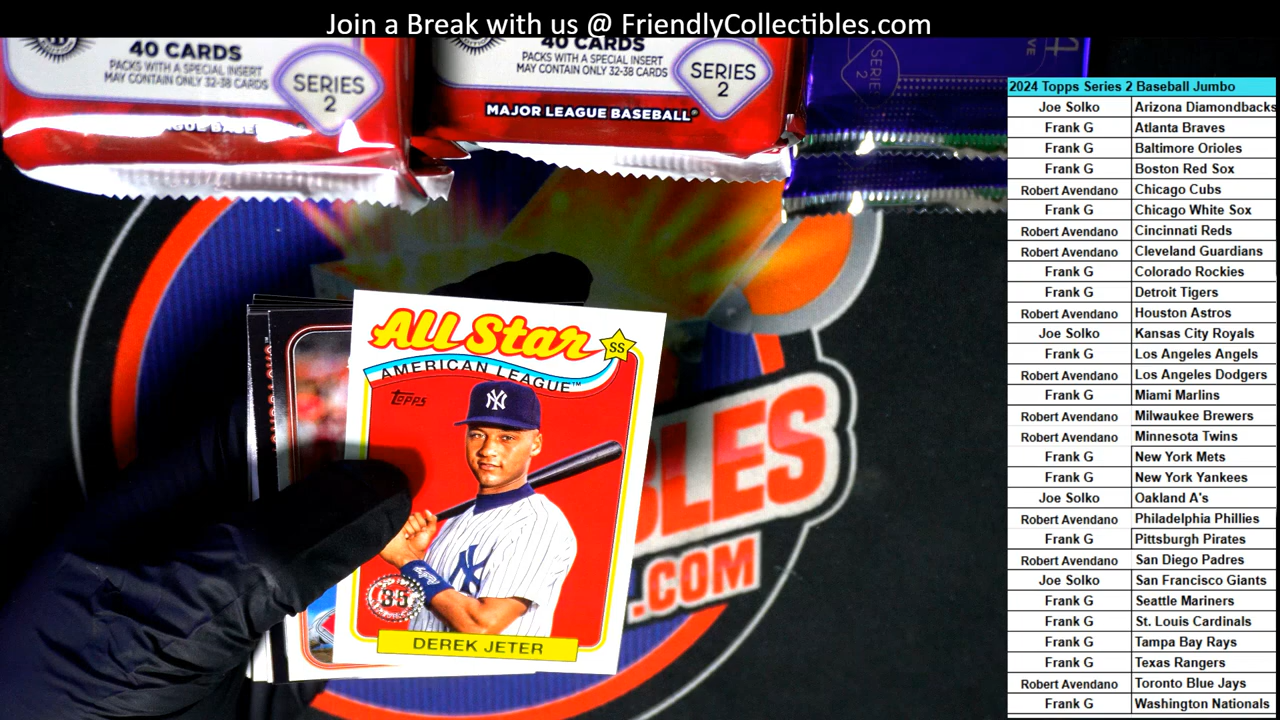 Join a Break with us @ FriendlyCollectibles.com
40 CARDS
PACKS WITH A SPECIAL INSERT
MAY CONTAIN ONLY 32-38 CARDS
SERIES
2
40 CARDS
PACKS WITH A SPECIAL INSERT
MAY CONTAIN ONLY 32-38 CARDS
SERIES
2
MAJOR LEAGUE BASEBALL
SERIES
All Star
SS
AMERICAN LEAGUE™
Topps
NY
NY
35
DEREK JETER
BLES
.COM
2024 Topps Series 2 Baseball Jumbo
Joe Solko Arizona Diamondbacks
Frank G Atlanta Braves
Frank G Baltimore Orioles
Frank G Boston Red Sox
Robert Avendano Chicago Cubs
Frank G Chicago White Sox
Robert Avendano Cincinnati Reds
Robert Avendano Cleveland Guardians
Frank G Colorado Rockies
Frank G Detroit Tigers
Robert Avendano Houston Astros
Joe Solko Kansas City Royals
Frank G Los Angeles Angels
Robert Avendano Los Angeles Dodgers
Frank G Miami Marlins
Robert Avendano Milwaukee Brewers
Robert Avendano Minnesota Twins
Frank G New York Mets
Frank G New York Yankees
Joe Solko Oakland A's
Robert Avendano Philadelphia Phillies
Frank G Pittsburgh Pirates
Robert Avendano San Diego Padres
Joe Solko San Francisco Giants
Frank G Seattle Mariners
Frank G St. Louis Cardinals
Frank G Tampa Bay Rays
Frank G Texas Rangers
Robert Avendano Toronto Blue Jays
Frank G Washington Nationals